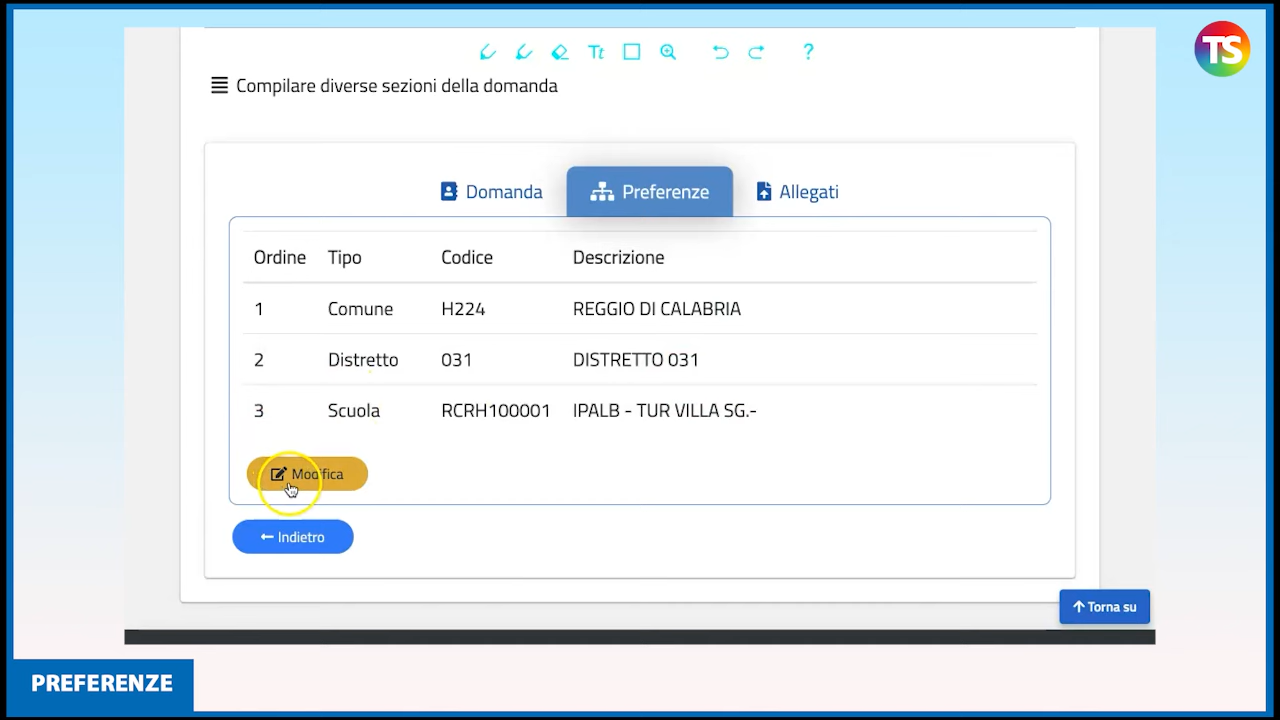 TS
Tt ?
Compilare diverse sezioni della domanda
Domanda Preferenze Allegati
Ordine Tipo Codice Descrizione
1 Comune H224 REGGIO DI CALABRIA
2 Distretto 031 DISTRETTO 031
3 Scuola RCRH100001 IPALB - TUR VILLA SG.-
Modifica
Indietro
Torna su
PREFERENZE